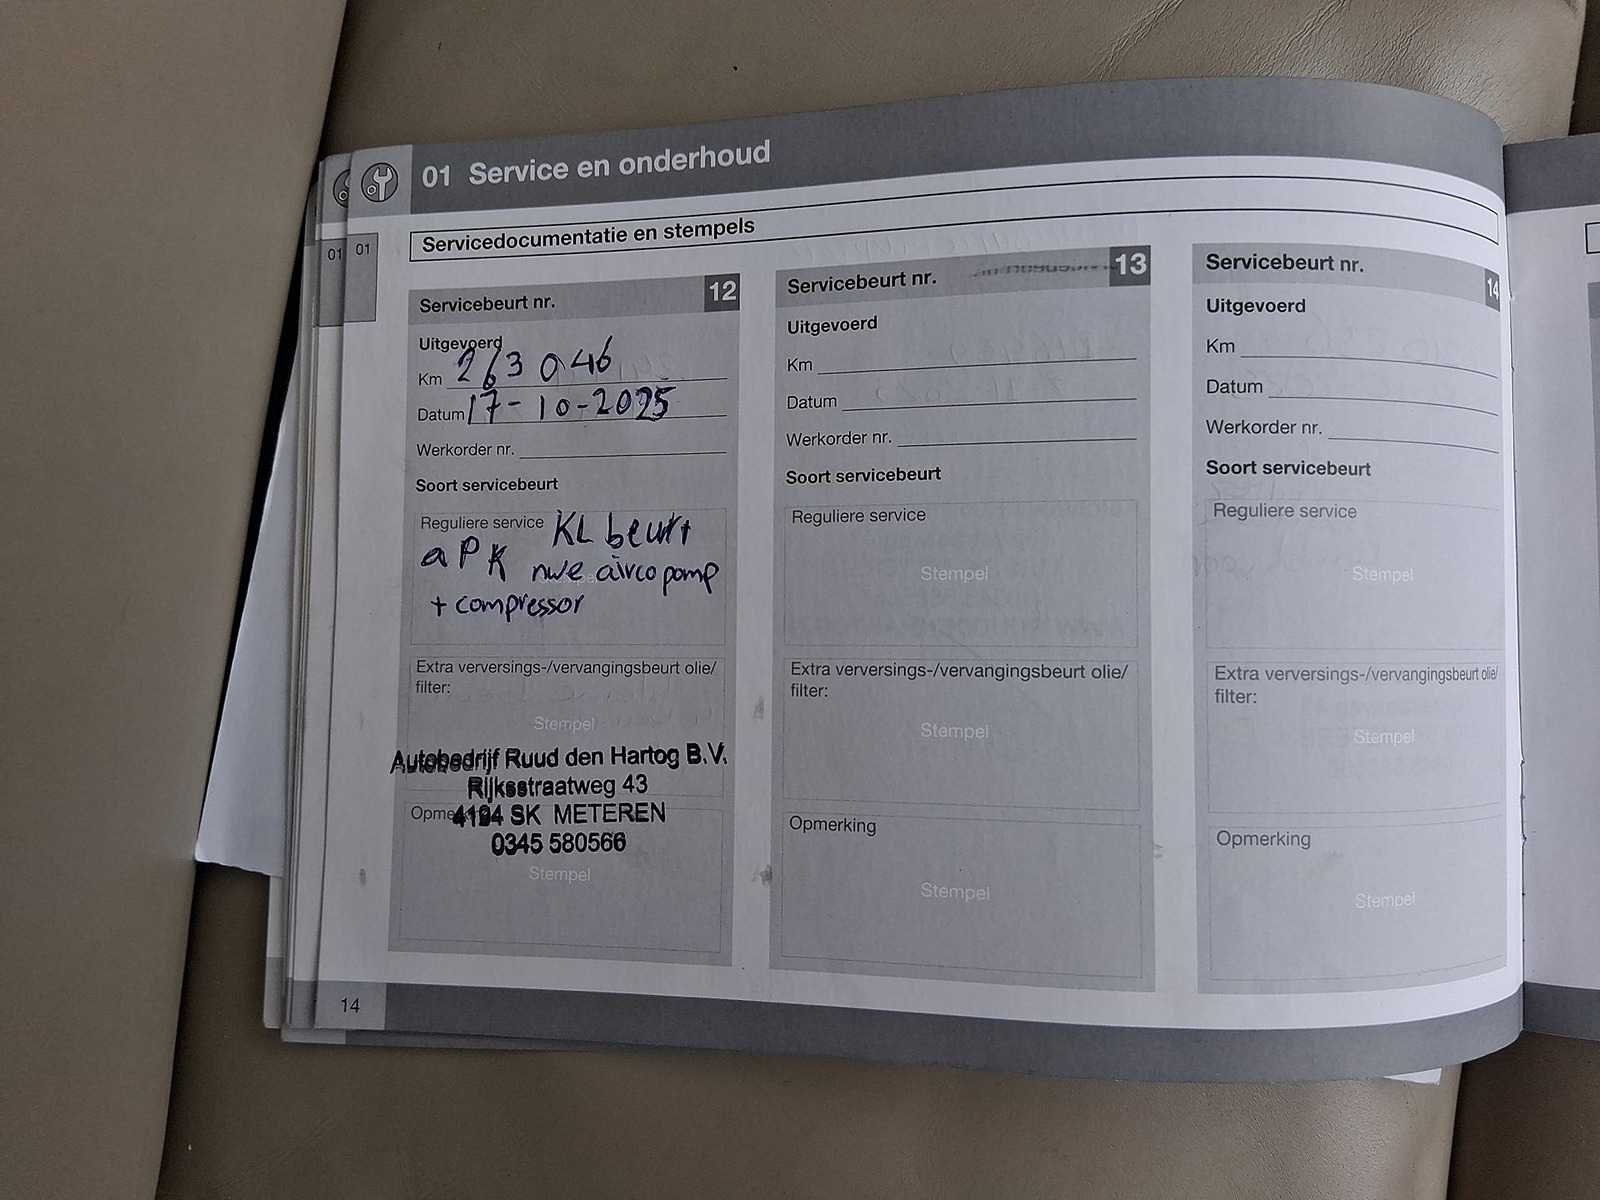 01 Service en onderhoud
01
01
Servicedocumentatie en stempels
Servicebeurt nr. 12
Uitgevoerd
Km 263 046
Datum 17-10-2025
Werkorder nr.
Soort servicebeurt
Reguliere service KL beurt
aPK nwe airco pomp
+ compressor
Extra verversings-/vervangingsbeurt olie/
filter:
Stempel
Autobedrijf Ruud den Hartog B.V.
Rijksstraatweg 43
4194 SK METEREN
0345 580566
Stempel
Servicebeurt nr. 13
Uitgevoerd
Km
Datum
Werkorder nr.
Soort servicebeurt
Reguliere service
Stempel
Extra verversings-/vervangingsbeurt olie/
filter:
Stempel
Opmerking
Stempel
Servicebeurt nr. 14
Uitgevoerd
Km
Datum
Werkorder nr.
Soort servicebeurt
Reguliere service
Stempel
Extra verversings-/vervangingsbeurt olie/
filter:
Stempel
Opmerking
Stempel
14